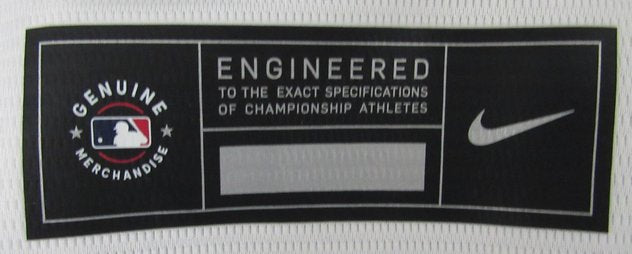 GENUINE
MERCHANDISE
ENGINEERED
TO THE EXACT SPECIFICATIONS
OF CHAMPIONSHIP ATHLETES